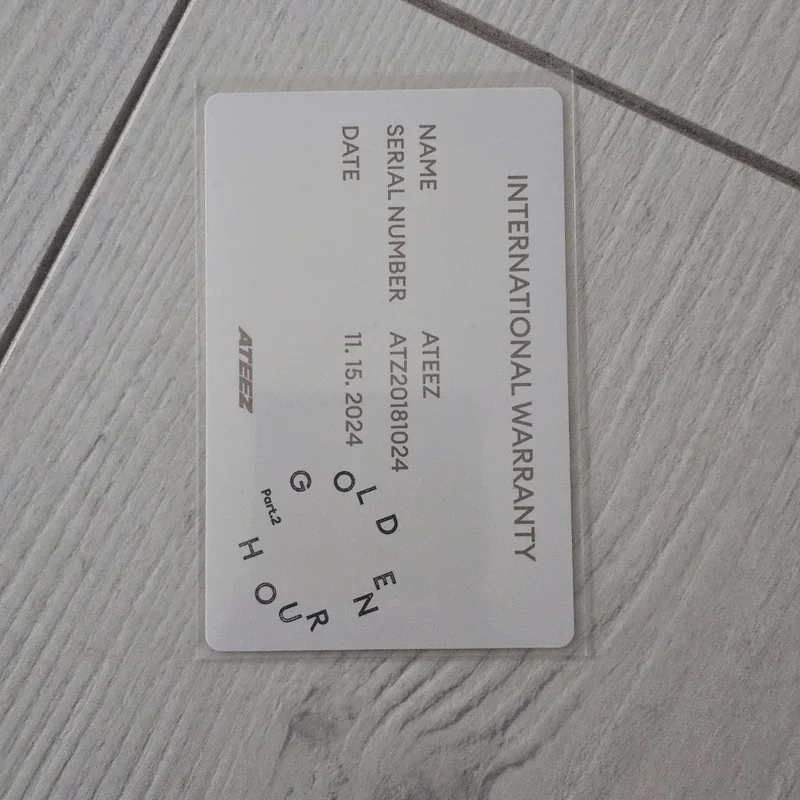 INTERNATIONAL WARRANTY
NAME ATEEZ
SERIAL NUMBER ATZ20181024
DATE 11. 15. 2024
ATEEZ
GOLDEN
HOUR
Part.2